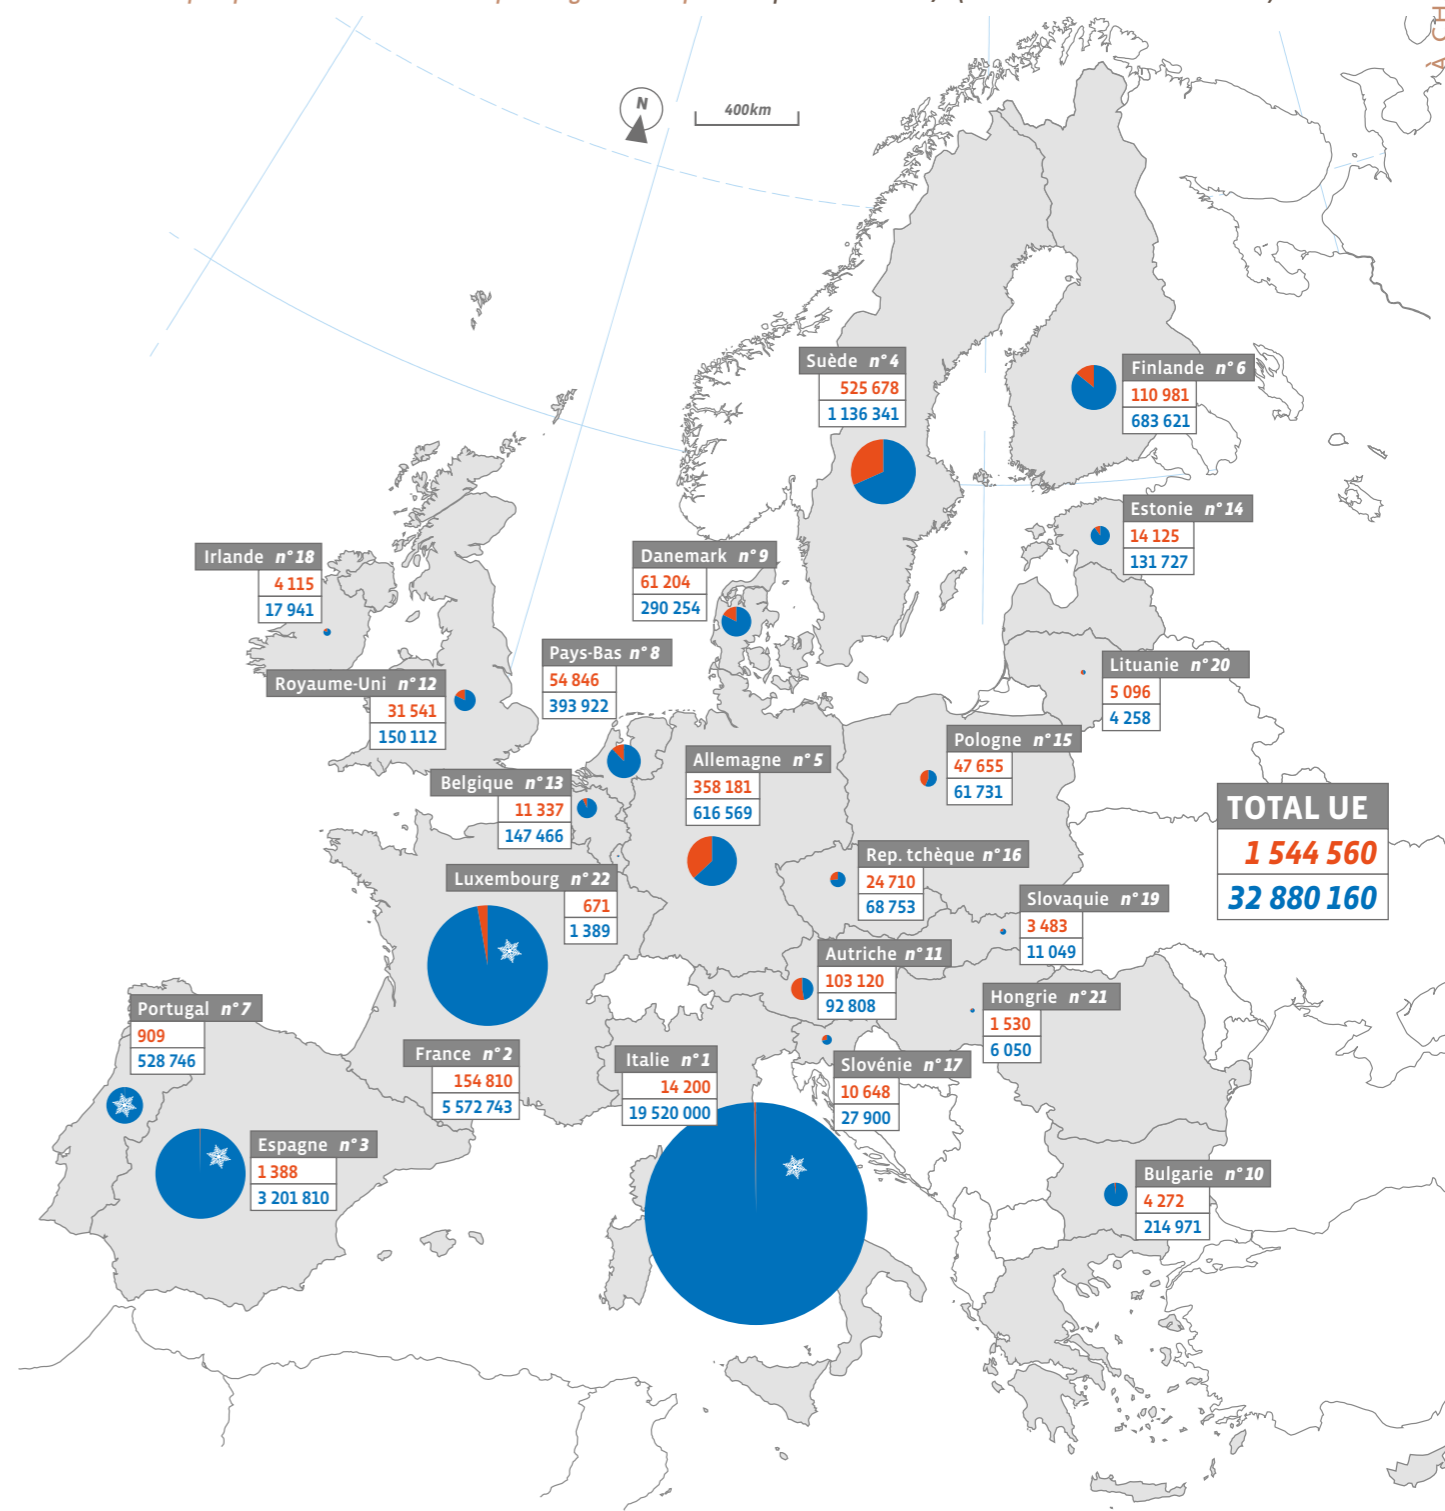 À CH
N
400km
Suède n°4
525 678
1 136 341
Finlande n°6
110 981
683 621
Estonie n°14
14 125
131 727
Irlande n°18
4 115
17 941
Danemark n°9
61 204
290 254
Pays-Bas n°8
54 846
393 922
Lituanie n°20
5 096
4 258
Royaume-Uni n°12
31 541
150 112
Pologne n°15
47 655
61 731
Allemagne n°5
358 181
616 569
Belgique n°13
11 337
147 466
TOTAL UE
1 544 560
32 880 160
Rep. tchèque n°16
24 710
68 753
Luxembourg n°22
671
1 389
Slovaquie n°19
3 483
11 049
Autriche n°11
103 120
92 808
Hongrie n°21
1 530
6 050
Portugal n°7
909
528 746
France n°2
154 810
5 572 743
Italie n°1
14 200
19 520 000
Slovénie n°17
10 648
27 900
Espagne n°3
1 388
3 201 810
Bulgarie n°10
4 272
214 971